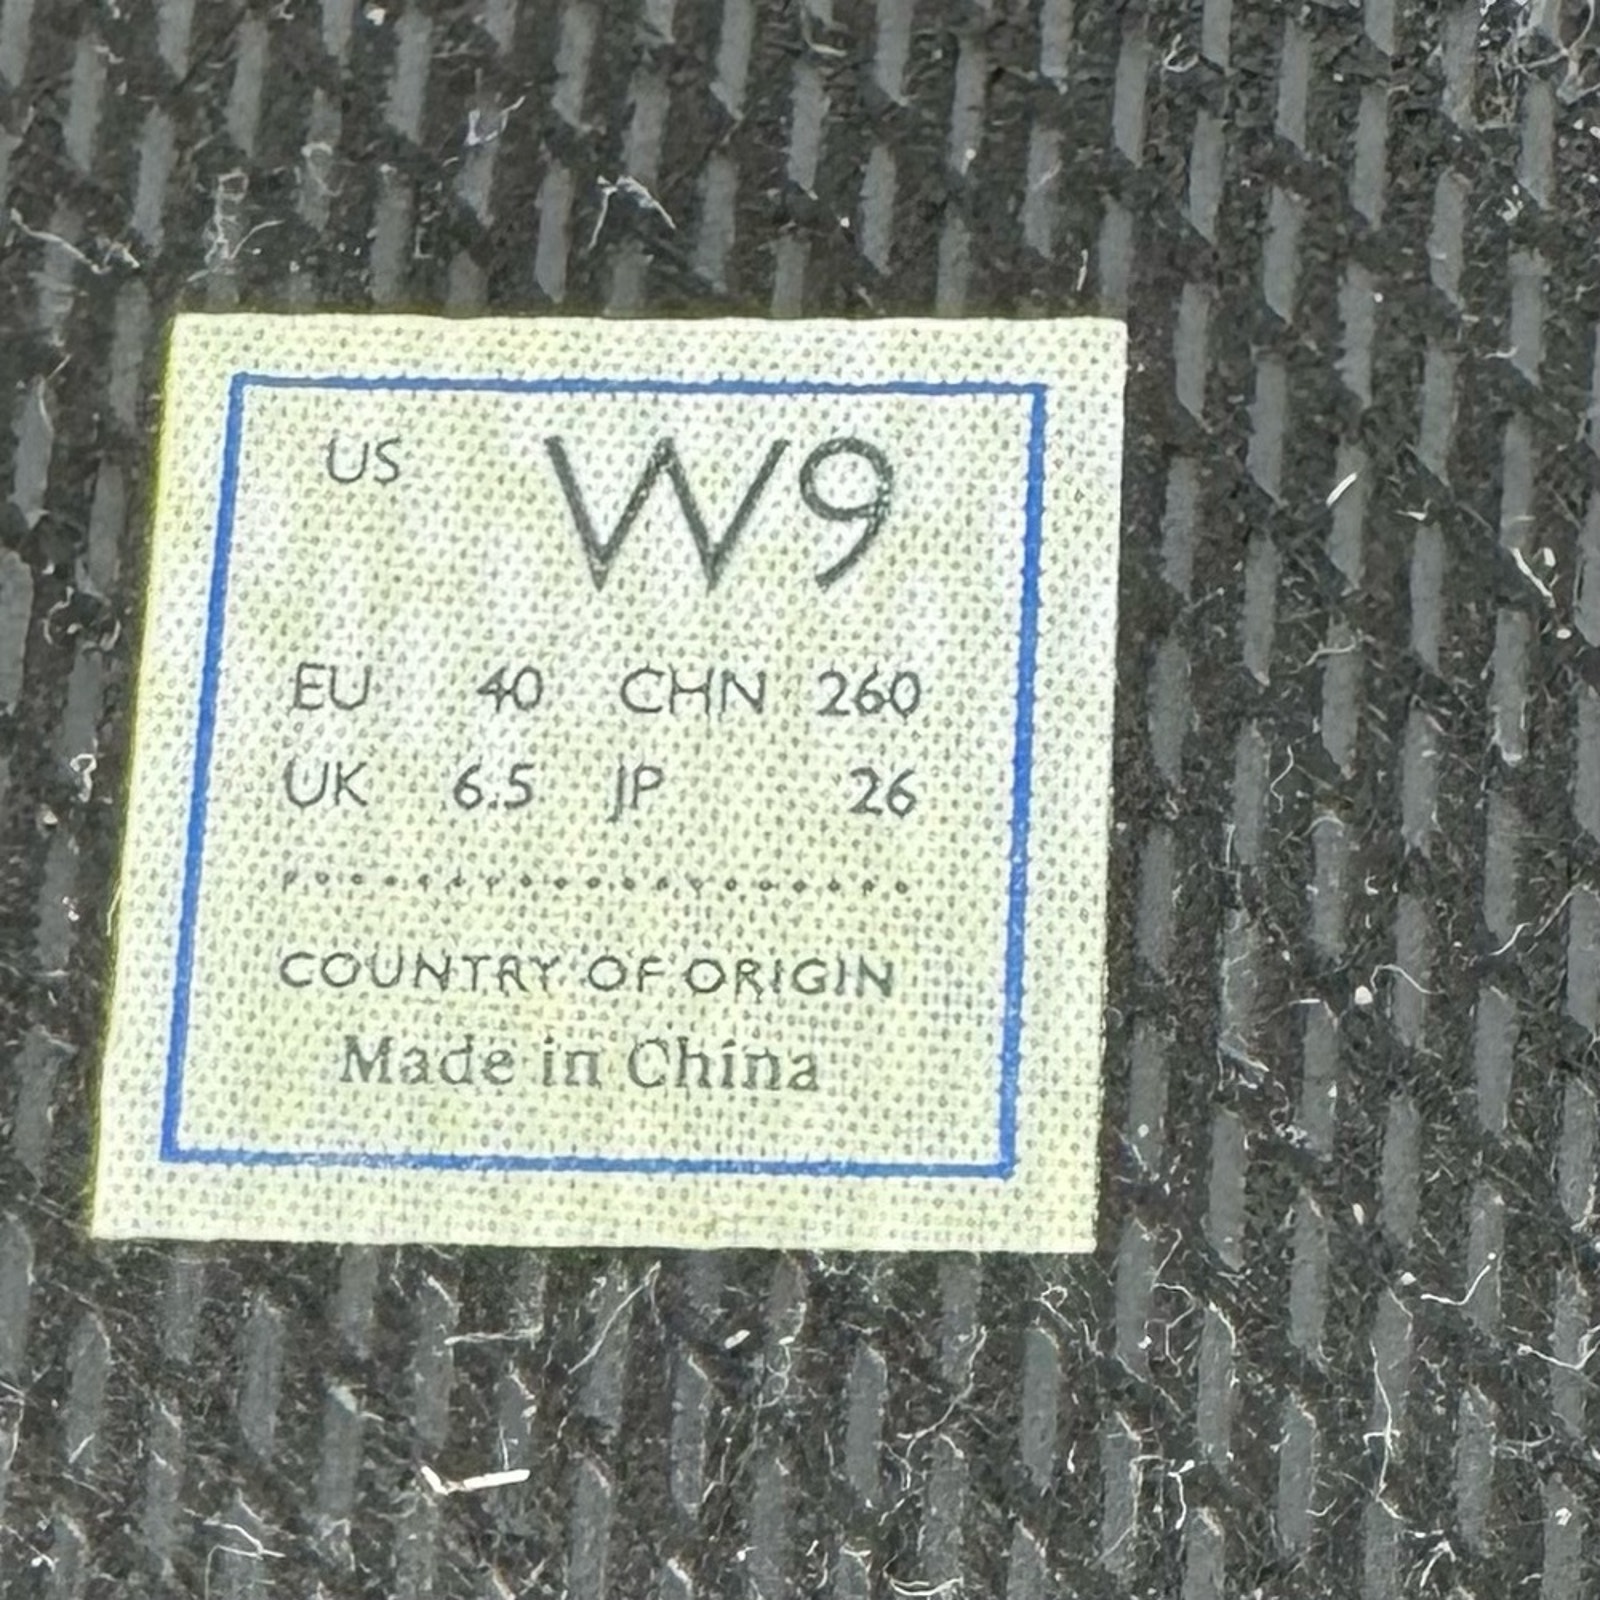 US W9
EU 40 CHN 260
UK 6.5 JP 26
COUNTRY OF ORIGIN
Made in China